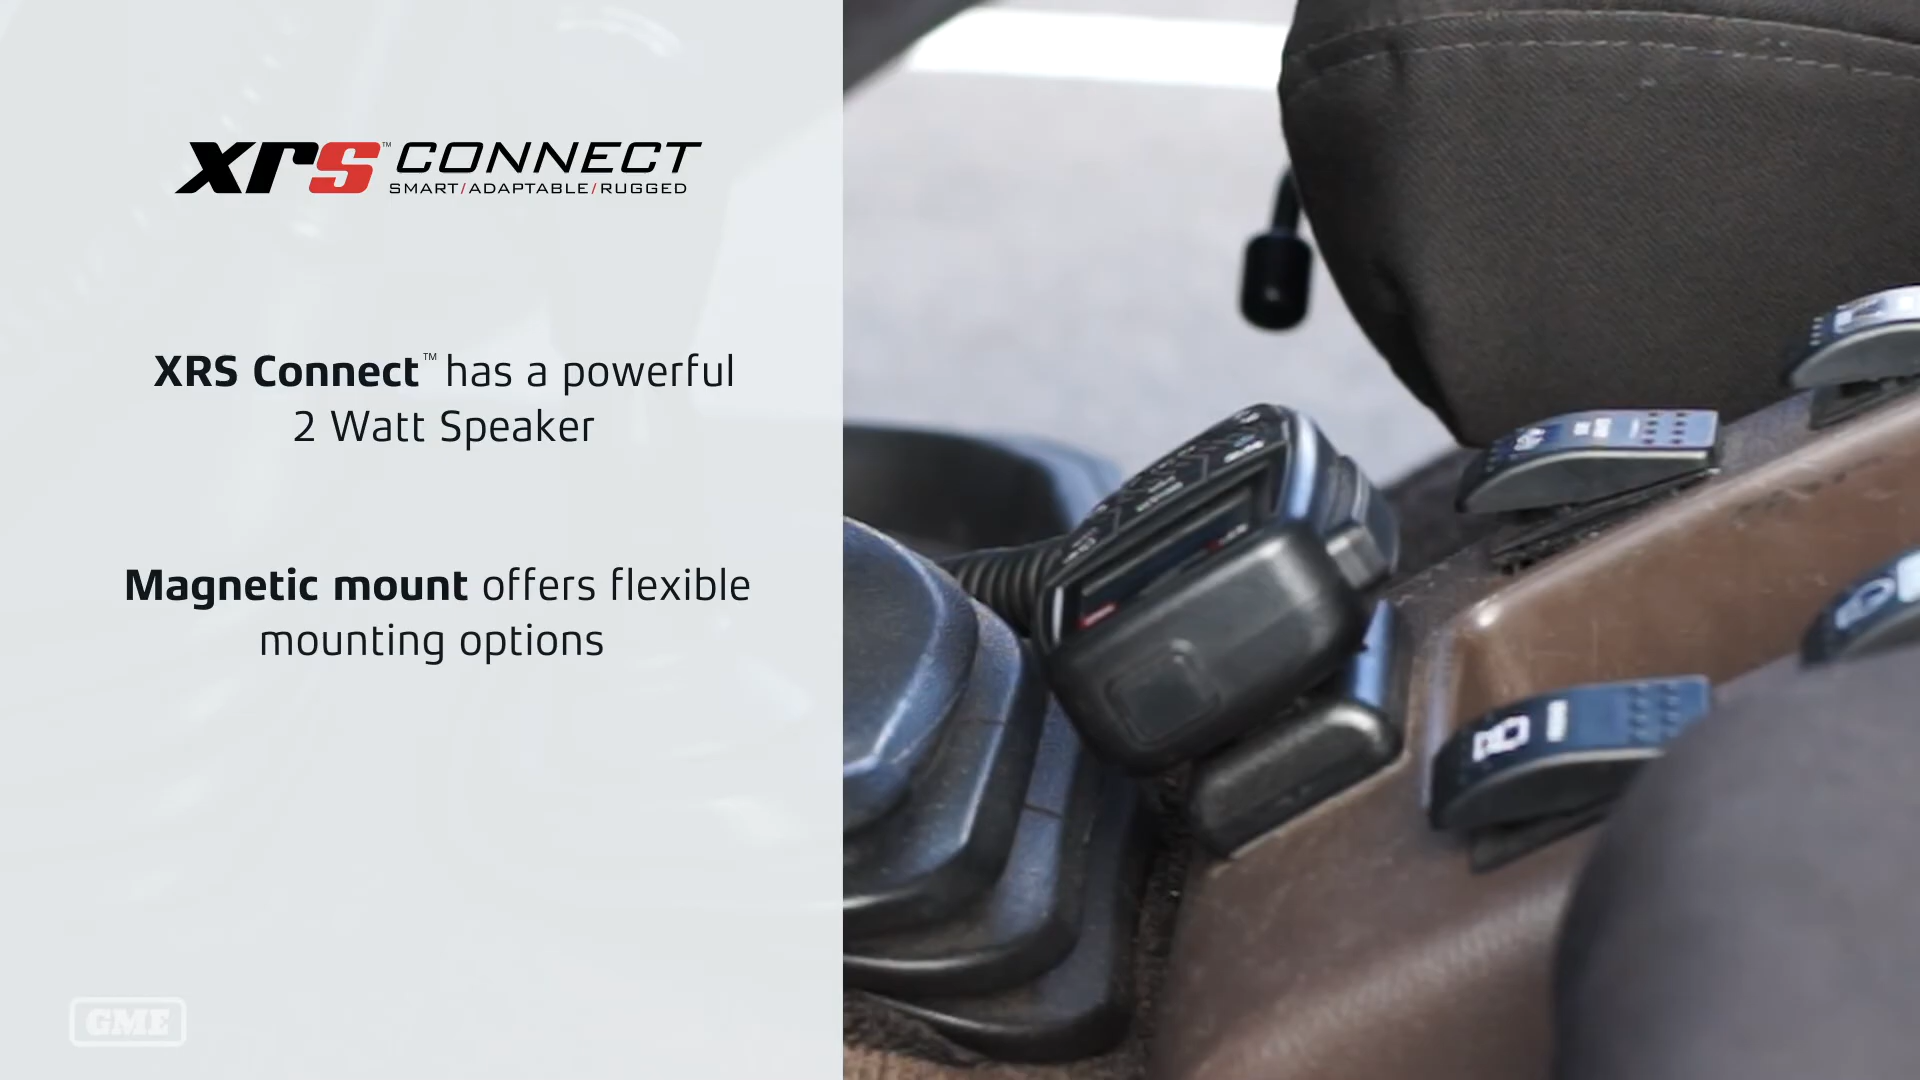 XRS™ CONNECT
SMART/ADAPTABLE/RUGGED
XRS Connect™ has a powerful
2 Watt Speaker
Magnetic mount offers flexible
mounting options
GME